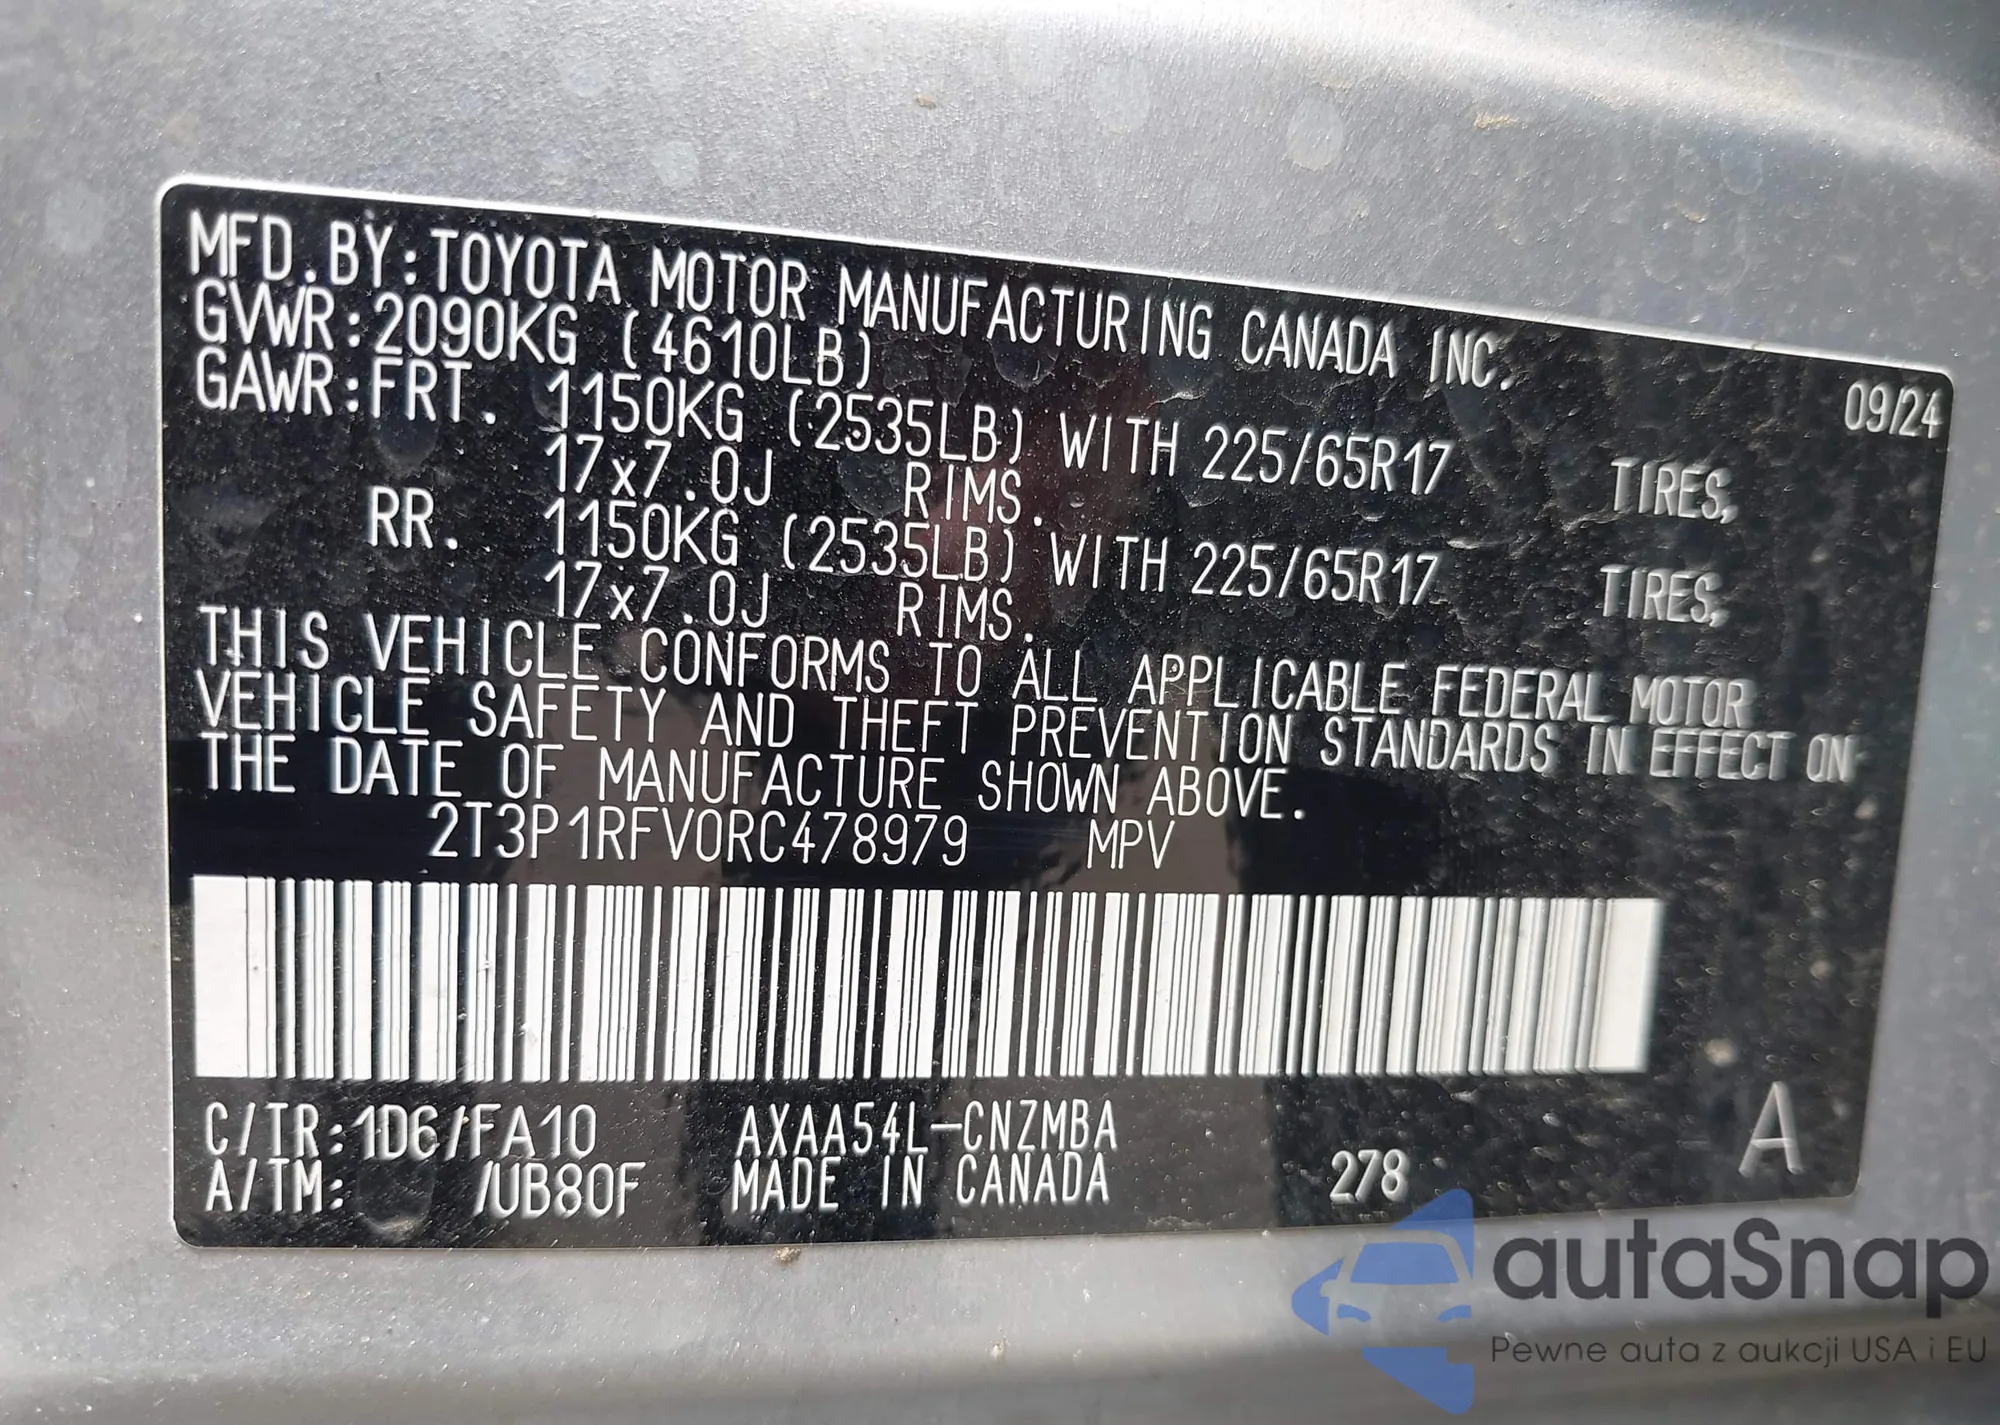 MFD.BY:TOYOTA MOTOR MANUFACTURING CANADA INC.
09/24
GVWR:2090KG (4610LB)
GAWR:FRT. 1150KG (2535LB) WITH 225/65R17 TIRES,
17x7.0J RIMS.
RR. 1150KG (2535LB) WITH 225/65R17 TIRES,
17x7.0J RIMS.
THIS VEHICLE CONFORMS TO ALL APPLICABLE FEDERAL MOTOR
VEHICLE SAFETY AND THEFT PREVENTION STANDARDS IN EFFECT ON
THE DATE OF MANUFACTURE SHOWN ABOVE.
2T3P1RFV0RC478979 MPV
C/TR:1D6/FA10 AXAA54L-CNZMBA
A/TM: /UB80F MADE IN CANADA 278 A
autaSnap
Pewne auta z aukcji USA i EU